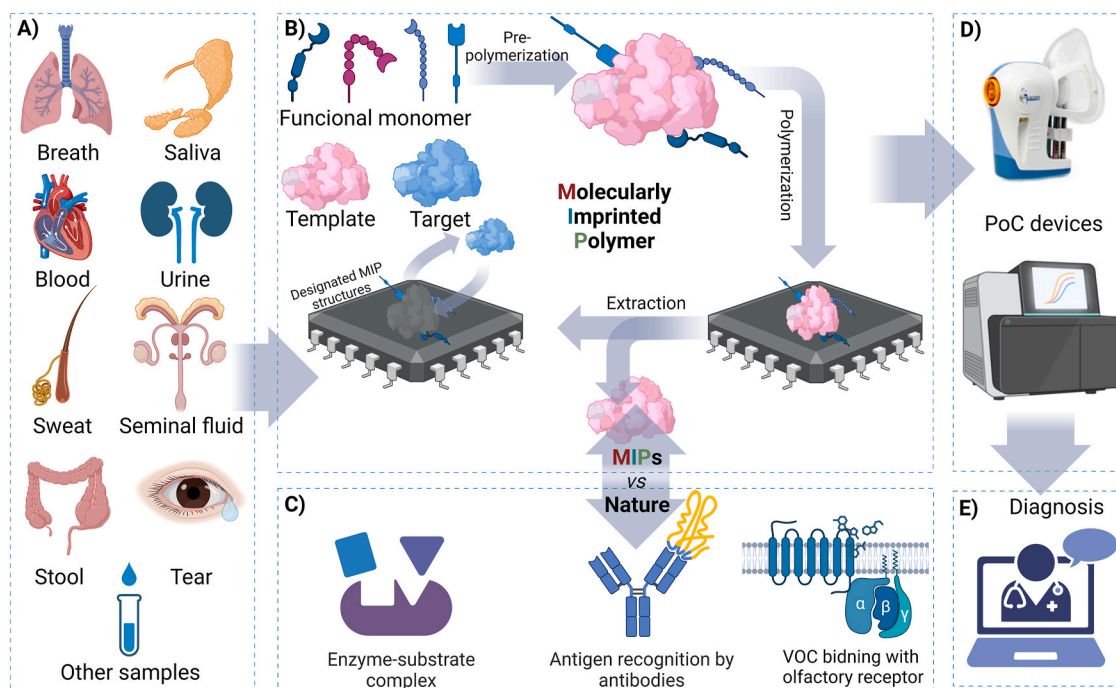 A)
Breath
Saliva
Blood
Urine
Sweat
Seminal fluid
Stool
Tear
Other samples
B)
Funcional monomer
Pre-
polymerization
Template
Target
Molecularly
Imprinted
Polymer
Polymerization
Designated MIP
structures
Extraction
MIPs
vs
Nature
C)
Enzyme-substrate
complex
Antigen recognition by
antibodies
α
β
γ
VOC bidning with
olfactory receptor
D)
PoC devices
E)
Diagnosis